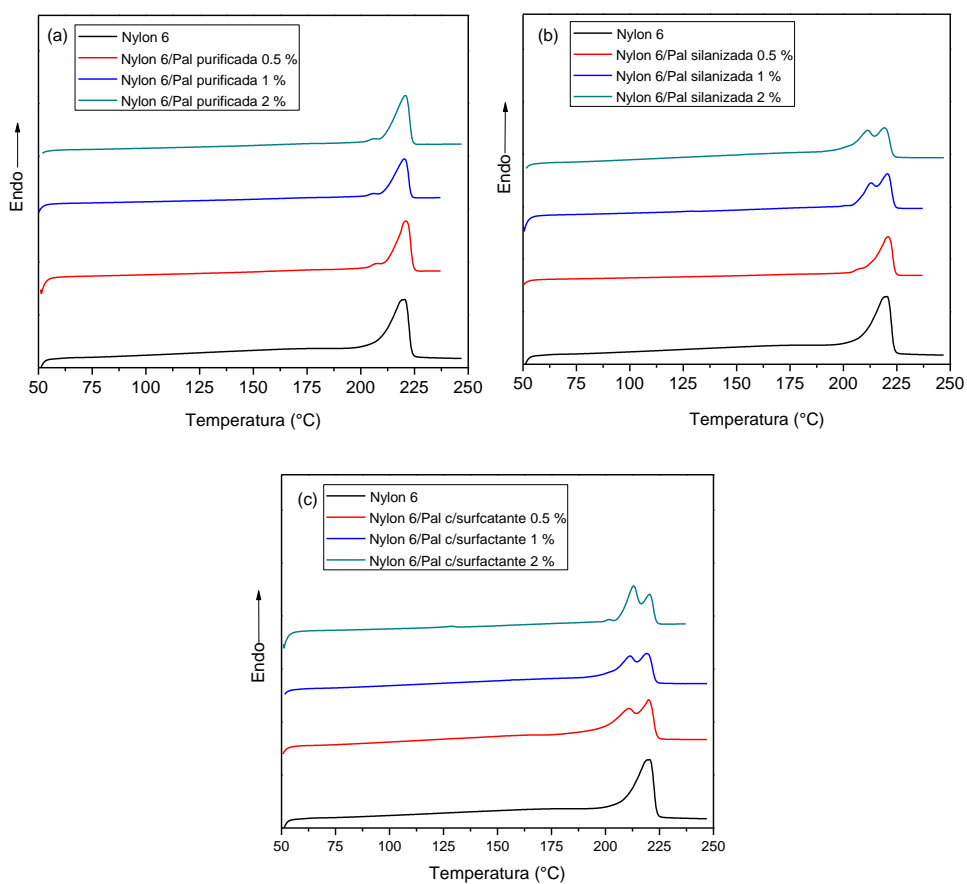 (a)
Nylon 6
Nylon 6/Pal purificada 0.5 %
Nylon 6/Pal purificada 1 %
Nylon 6/Pal purificada 2 %
Endo
50 75 100 125 150 175 200 225 250
Temperatura (°C)
(b)
Nylon 6
Nylon 6/Pal silanizada 0.5 %
Nylon 6/Pal silanizada 1 %
Nylon 6/Pal silanizada 2 %
Endo
50 75 100 125 150 175 200 225 250
Temperatura (°C)
(c)
Nylon 6
Nylon 6/Pal c/surfcatante 0.5 %
Nylon 6/Pal c/surfactante 1 %
Nylon 6/Pal c/surfactante 2 %
Endo
50 75 100 125 150 175 200 225 250
Temperatura (°C)